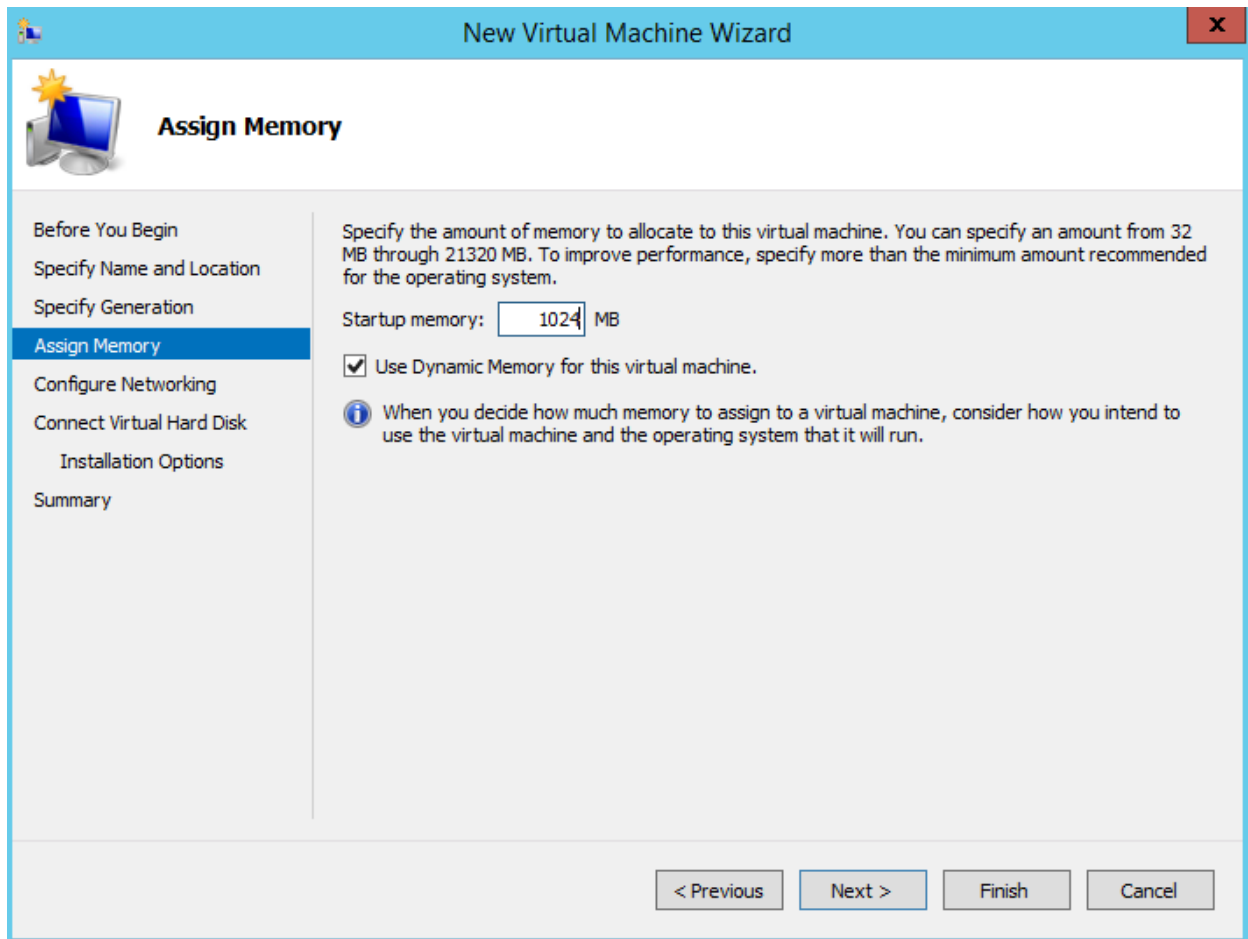 New Virtual Machine Wizard
x
Assign Memory
Before You Begin
Specify Name and Location
Specify Generation
Assign Memory
Configure Networking
Connect Virtual Hard Disk
Installation Options
Summary
Specify the amount of memory to allocate to this virtual machine. You can specify an amount from 32
MB through 21320 MB. To improve performance, specify more than the minimum amount recommended
for the operating system.
Startup memory: 1024 MB
Use Dynamic Memory for this virtual machine.
When you decide how much memory to assign to a virtual machine, consider how you intend to
use the virtual machine and the operating system that it will run.
< Previous Next > Finish Cancel